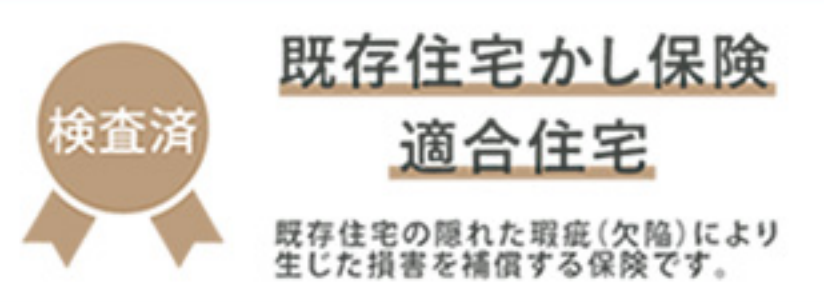 検査済
既存住宅かし保険
適合住宅
既存住宅の隠れた瑕疵(欠陥)により
生じた損害を補償する保険です。